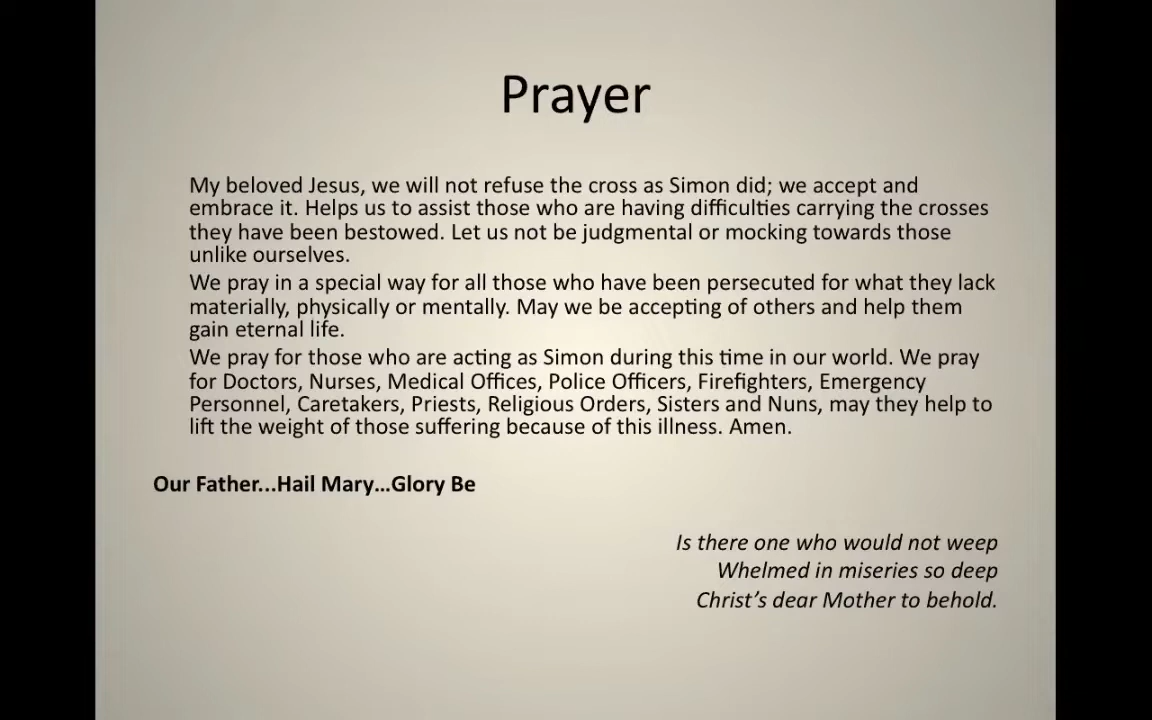 Prayer
My beloved Jesus, we will not refuse the cross as Simon did; we accept and
embrace it. Helps us to assist those who are having difficulties carrying the crosses
they have been bestowed. Let us not be judgmental or mocking towards those
unlike ourselves.
We pray in a special way for all those who have been persecuted for what they lack
materially, physically or mentally. May we be accepting of others and help them
gain eternal life.
We pray for those who are acting as Simon during this time in our world. We pray
for Doctors, Nurses, Medical Offices, Police Officers, Firefighters, Emergency
Personnel, Caretakers, Priests, Religious Orders, Sisters and Nuns, may they help to
lift the weight of those suffering because of this illness. Amen.
Our Father...Hail Mary...Glory Be
Is there one who would not weep
Whelmed in miseries so deep
Christ’s dear Mother to behold.